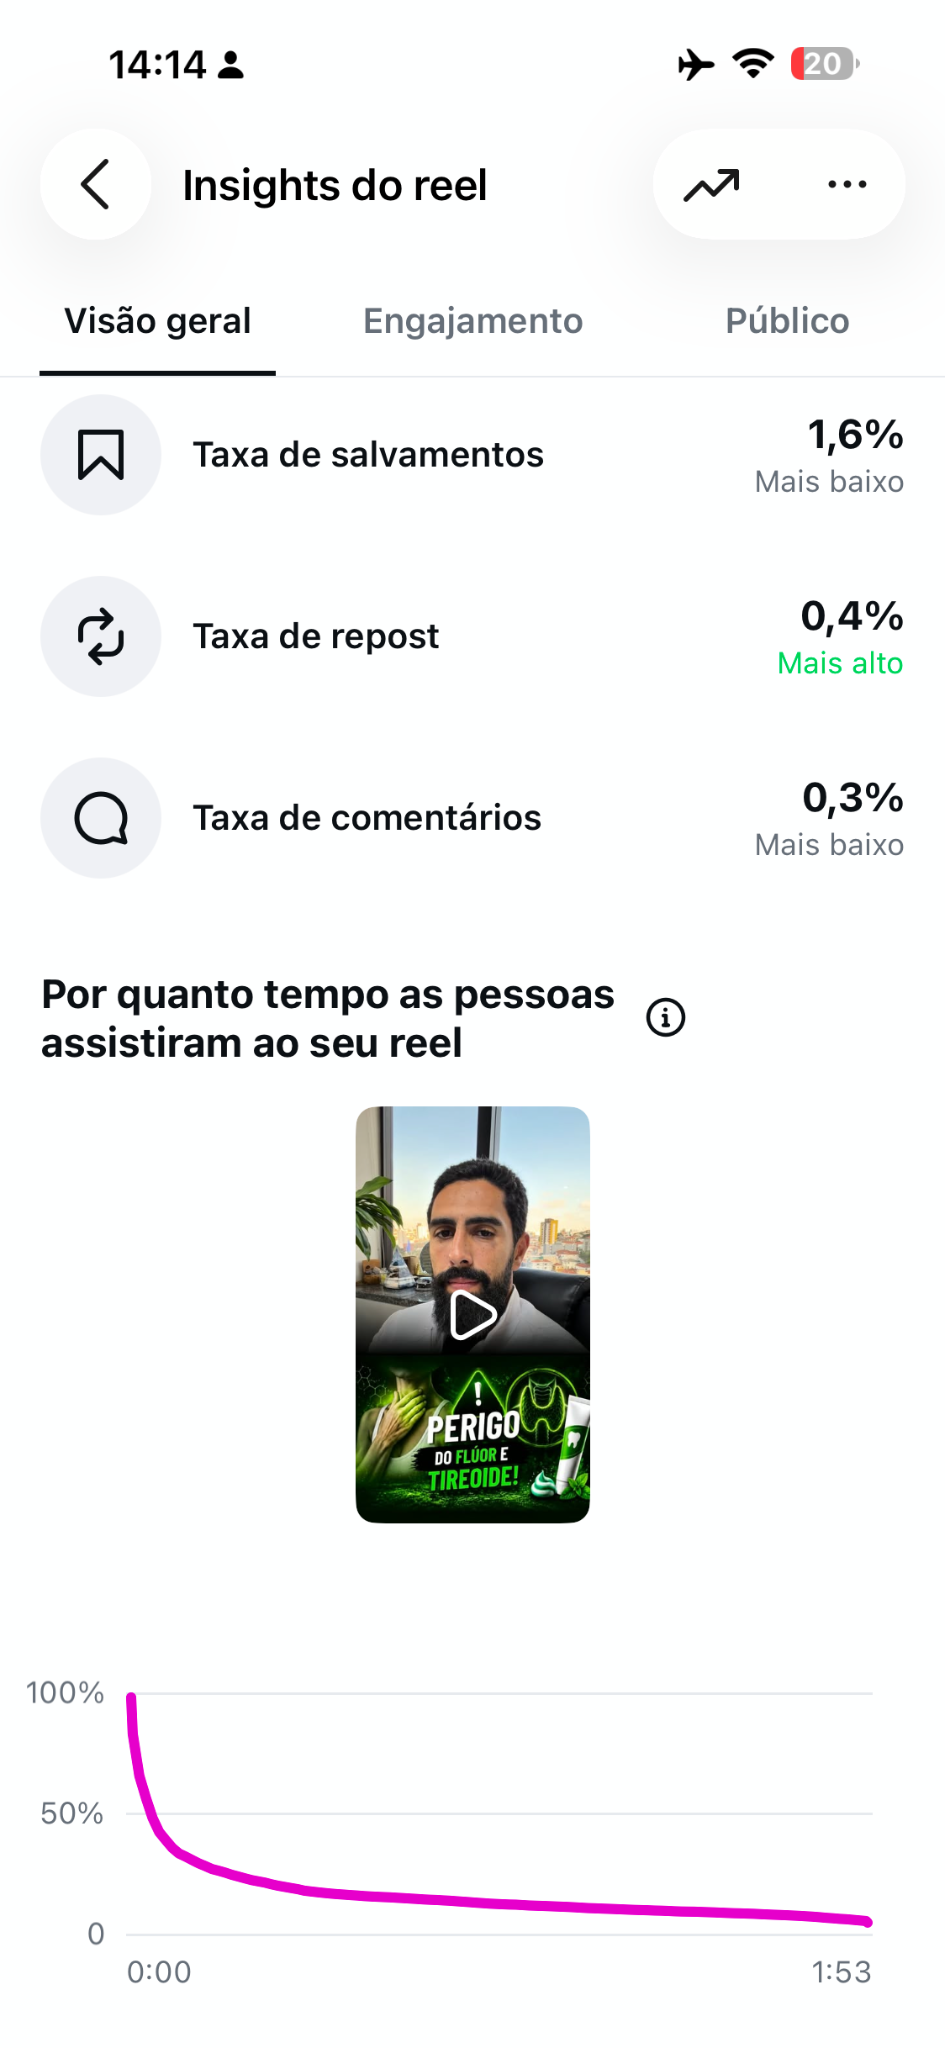 14:14
20
Insights do reel
Visão geral
Engajamento
Público
Taxa de salvamentos
1,6%
Mais baixo
Taxa de repost
0,4%
Mais alto
Taxa de comentários
0,3%
Mais baixo
Por quanto tempo as pessoas
assistiram ao seu reel
!
PERIGO
DO FLÚOR E
TIREOIDE!
100%
50%
0
0:00
1:53